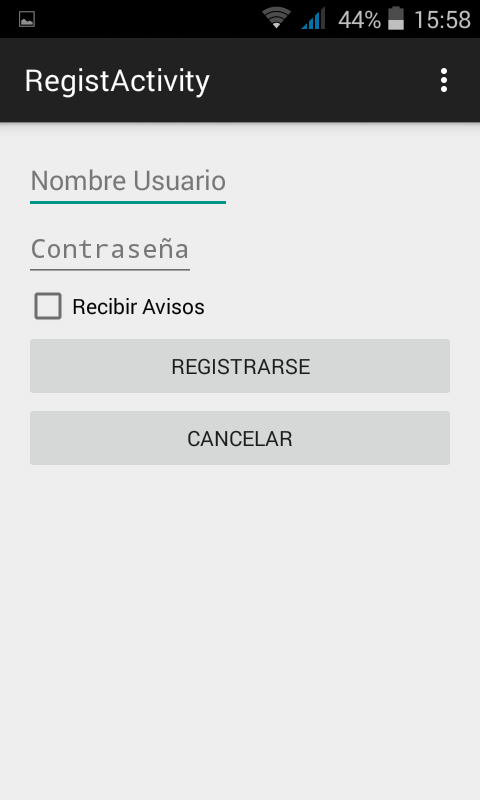 44% 15:58
RegistActivity
Nombre Usuario
Contraseña
Recibir Avisos
REGISTRARSE
CANCELAR